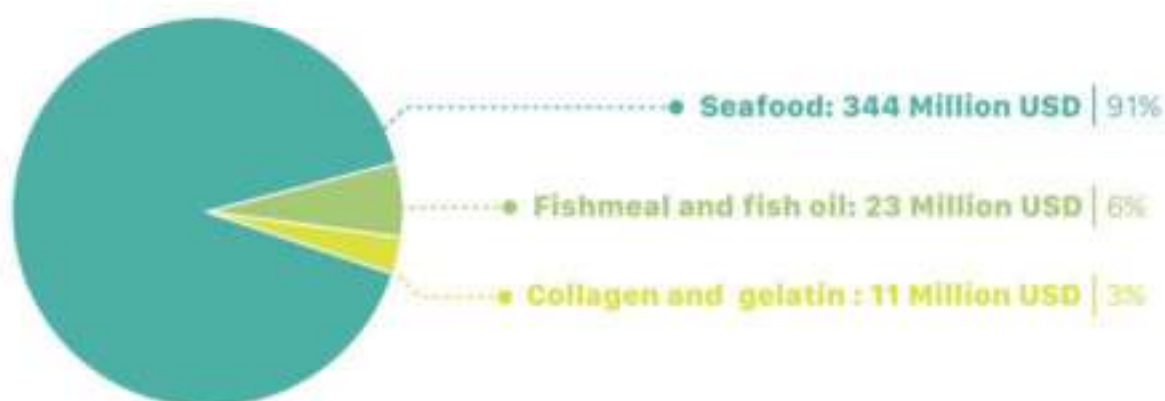 Seafood: 344 Million USD | 91%
Fishmeal and fish oil: 23 Million USD | 6%
Collagen and gelatin : 11 Million USD | 3%